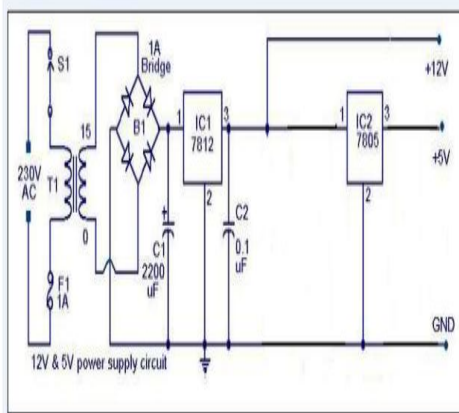 S1
230V
AC
T1
F1
1A
15
0
1A
Bridge
B1
C1
2200
uF
+
1
IC1
7812
3
2
C2
0.1
uF
1
IC2
7805
3
2
+12V
+5V
GND
12V & 5V power supply circuit